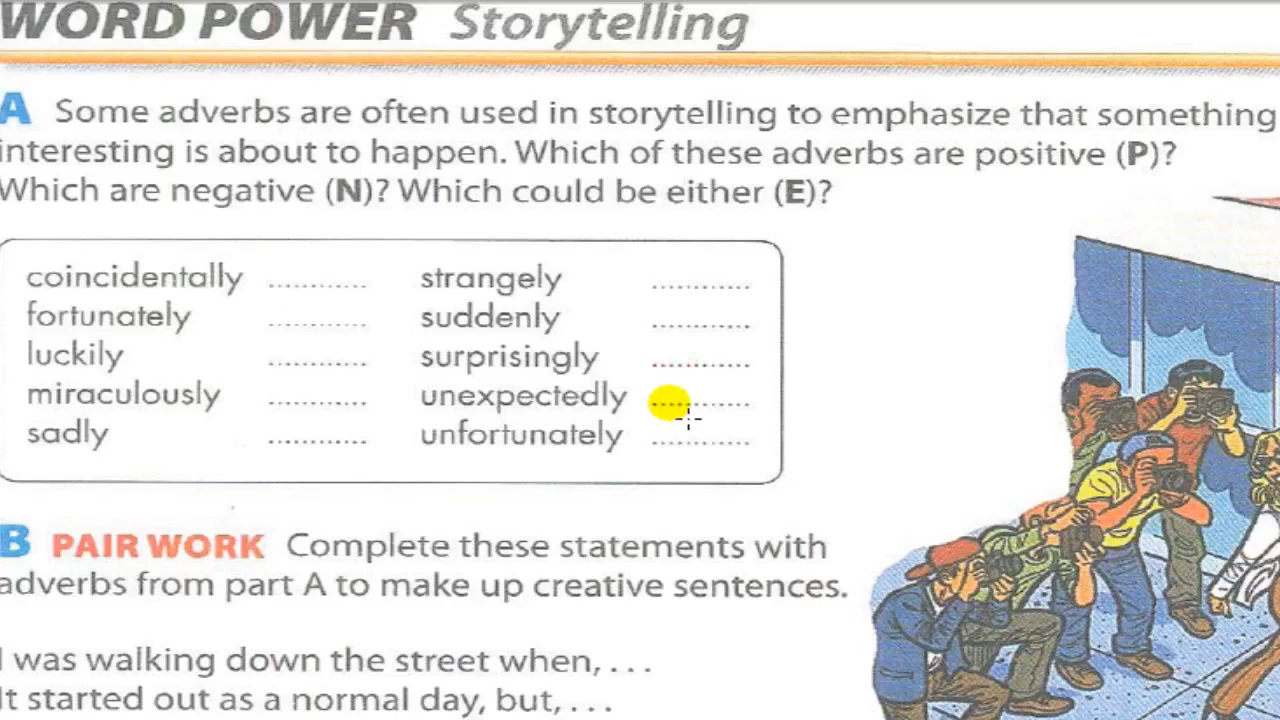 WORD POWER Storytelling
A Some adverbs are often used in storytelling to emphasize that something
interesting is about to happen. Which of these adverbs are positive (P)?
Which are negative (N)? Which could be either (E)?
coincidentally ............ strangely ............
fortunately ............ suddenly ............
luckily ............ surprisingly ............
miraculously ............ unexpectedly ............
sadly ............ unfortunately ............
B PAIR WORK Complete these statements with
adverbs from part A to make up creative sentences.
I was walking down the street when, . . .
It started out as a normal day, but, . . .